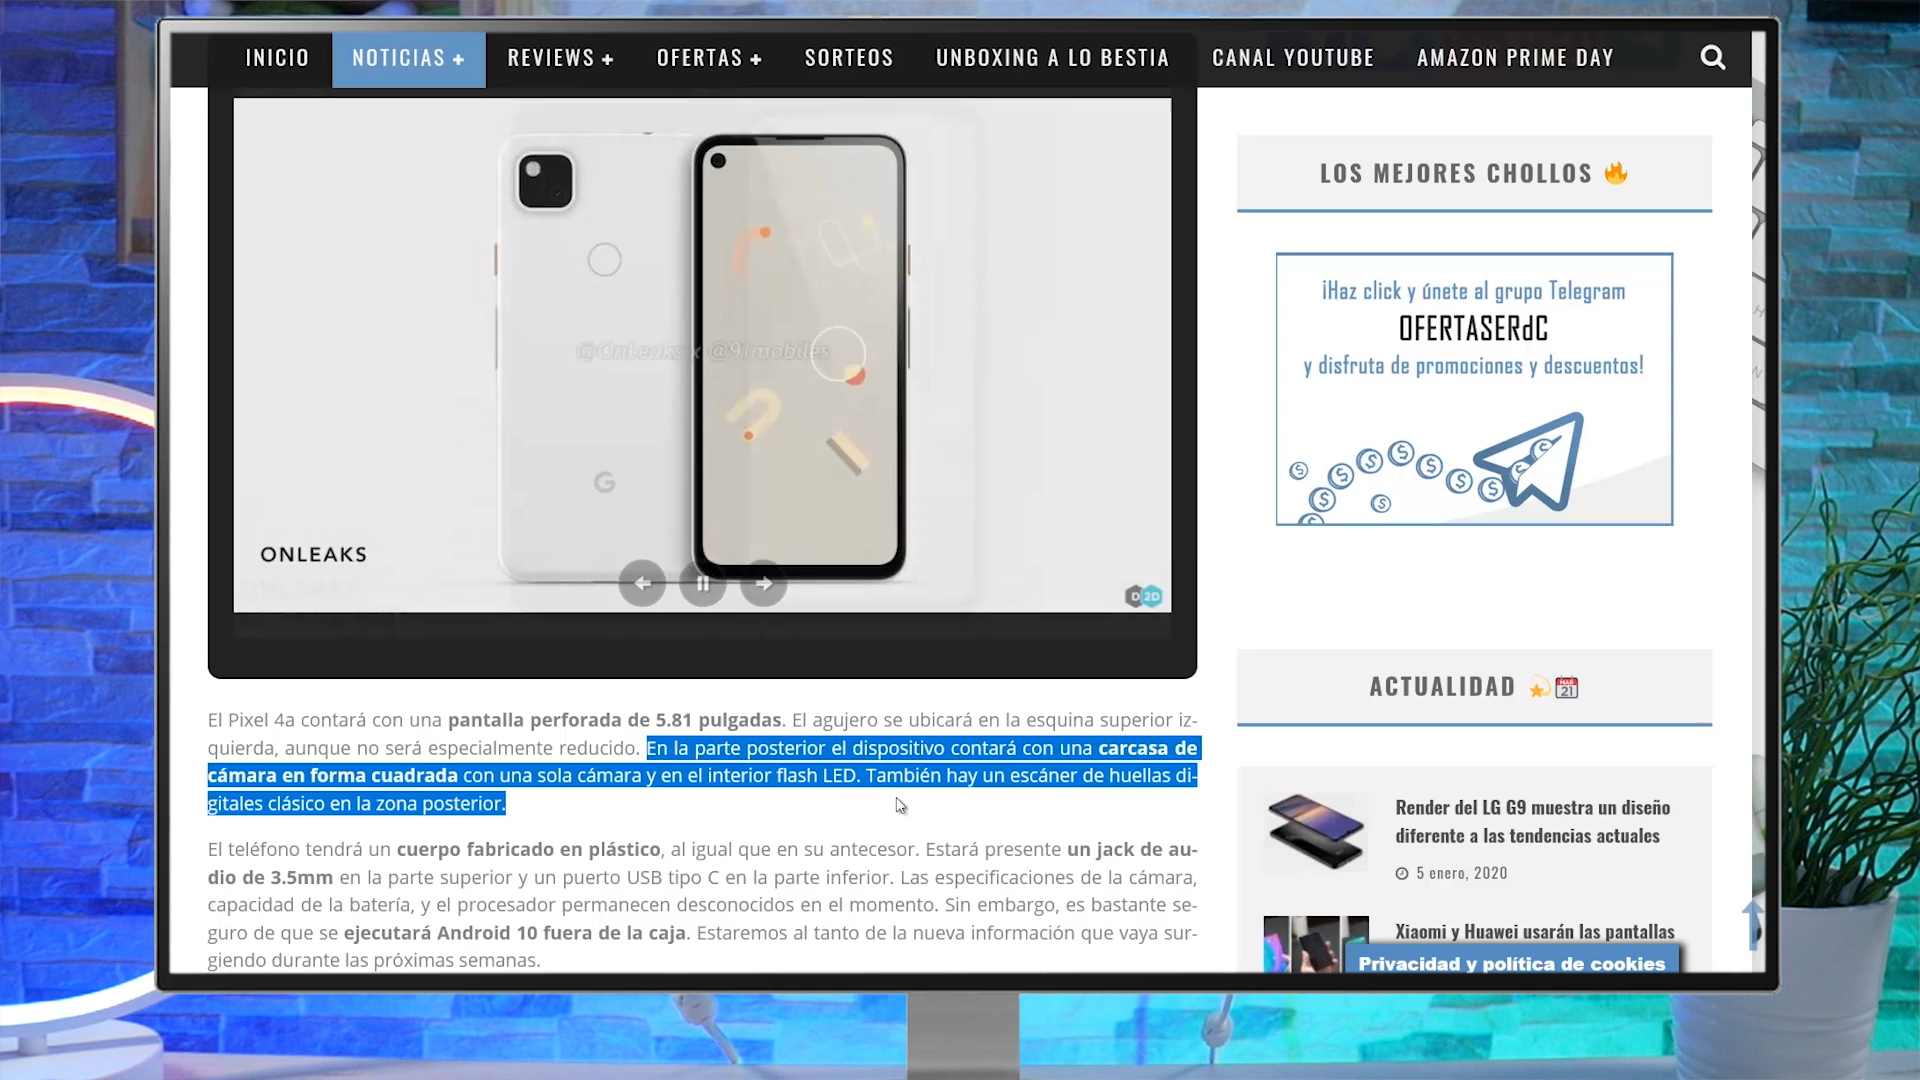 INICIO NOTICIAS + REVIEWS + OFERTAS + SORTEOS UNBOXING A LO BESTIA CANAL YOUTUBE AMAZON PRIME DAY
@OnLeaks x @91mobiles
G
ONLEAKS
D 2D
El Pixel 4a contará con una pantalla perforada de 5.81 pulgadas. El agujero se ubicará en la esquina superior iz-
quierda, aunque no será especialmente reducido. En la parte posterior el dispositivo contará con una carcasa de
cámara en forma cuadrada con una sola cámara y en el interior flash LED. También hay un escáner de huellas di-
gitales clásico en la zona posterior.
El teléfono tendrá un cuerpo fabricado en plástico, al igual que en su antecesor. Estará presente un jack de au-
dio de 3.5mm en la parte superior y un puerto USB tipo C en la parte inferior. Las especificaciones de la cámara,
capacidad de la batería, y el procesador permanecen desconocidos en el momento. Sin embargo, es bastante se-
guro de que se ejecutará Android 10 fuera de la caja. Estaremos al tanto de la nueva información que vaya sur-
giendo durante las próximas semanas.
LOS MEJORES CHOLLOS 🔥
¡Haz click y únete al grupo Telegram
OFERTASERdC
y disfruta de promociones y descuentos!
ACTUALIDAD 💫📅
Render del LG G9 muestra un diseño
diferente a las tendencias actuales
5 enero, 2020
Xiaomi y Huawei usarán las pantallas
Privacidad y política de cookies